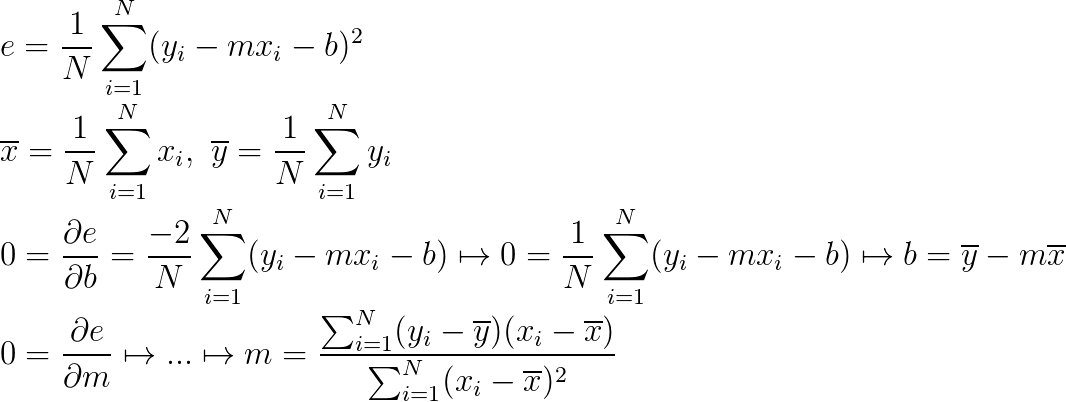 e = \frac{1}{N} \sum_{i=1}^{N} (y_i - mx_i - b)^2
\overline{x} = \frac{1}{N} \sum_{i=1}^{N} x_i, \ \overline{y} = \frac{1}{N} \sum_{i=1}^{N} y_i
0 = \frac{\partial e}{\partial b} = \frac{-2}{N} \sum_{i=1}^{N} (y_i - mx_i - b) \mapsto 0 = \frac{1}{N} \sum_{i=1}^{N} (y_i - mx_i - b) \mapsto b = \overline{y} - m\overline{x}
0 = \frac{\partial e}{\partial m} \mapsto ... \mapsto m = \frac{\sum_{i=1}^{N} (y_i - \overline{y})(x_i - \overline{x})}{\sum_{i=1}^{N} (x_i - \overline{x})^2}